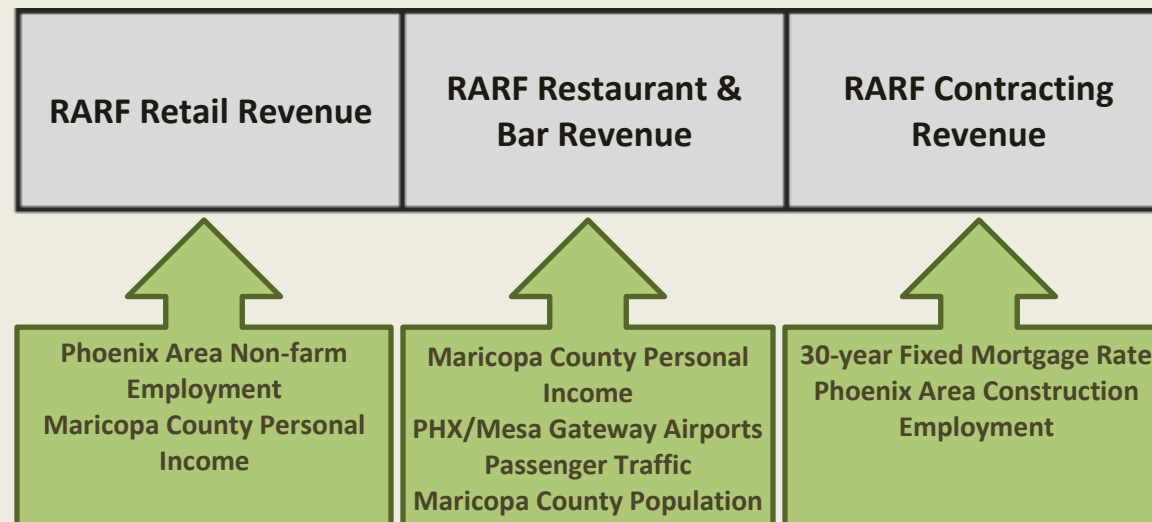 RARF Retail Revenue
RARF Restaurant &
Bar Revenue
RARF Contracting
Revenue
Phoenix Area Non-farm
Employment
Maricopa County Personal
Income
Maricopa County Personal
Income
PHX/Mesa Gateway Airports
Passenger Traffic
Maricopa County Population
30-year Fixed Mortgage Rate
Phoenix Area Construction
Employment